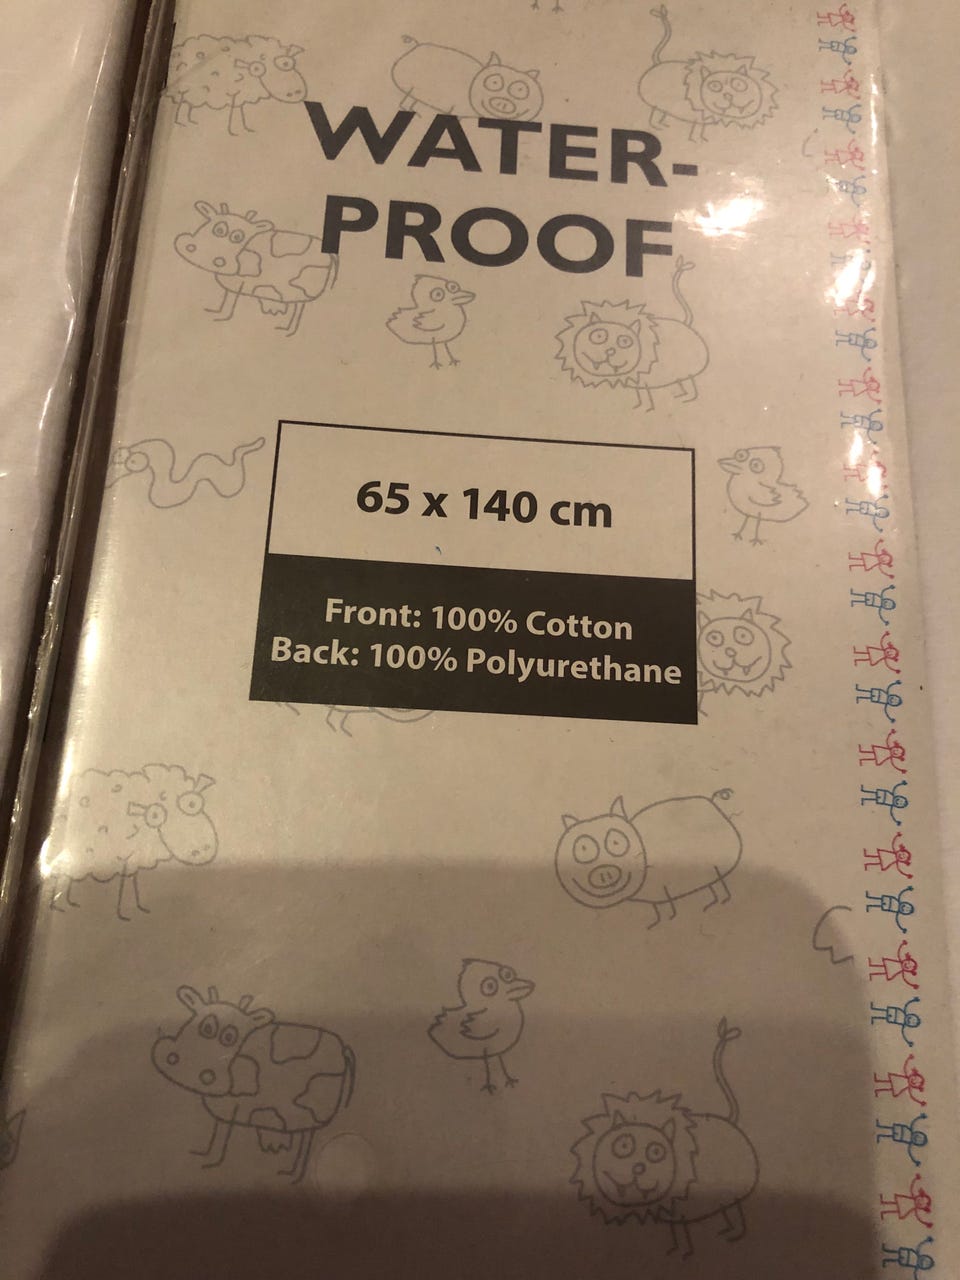 WATER-
PROOF
65 x 140 cm
Front: 100% Cotton
Back: 100% Polyurethane